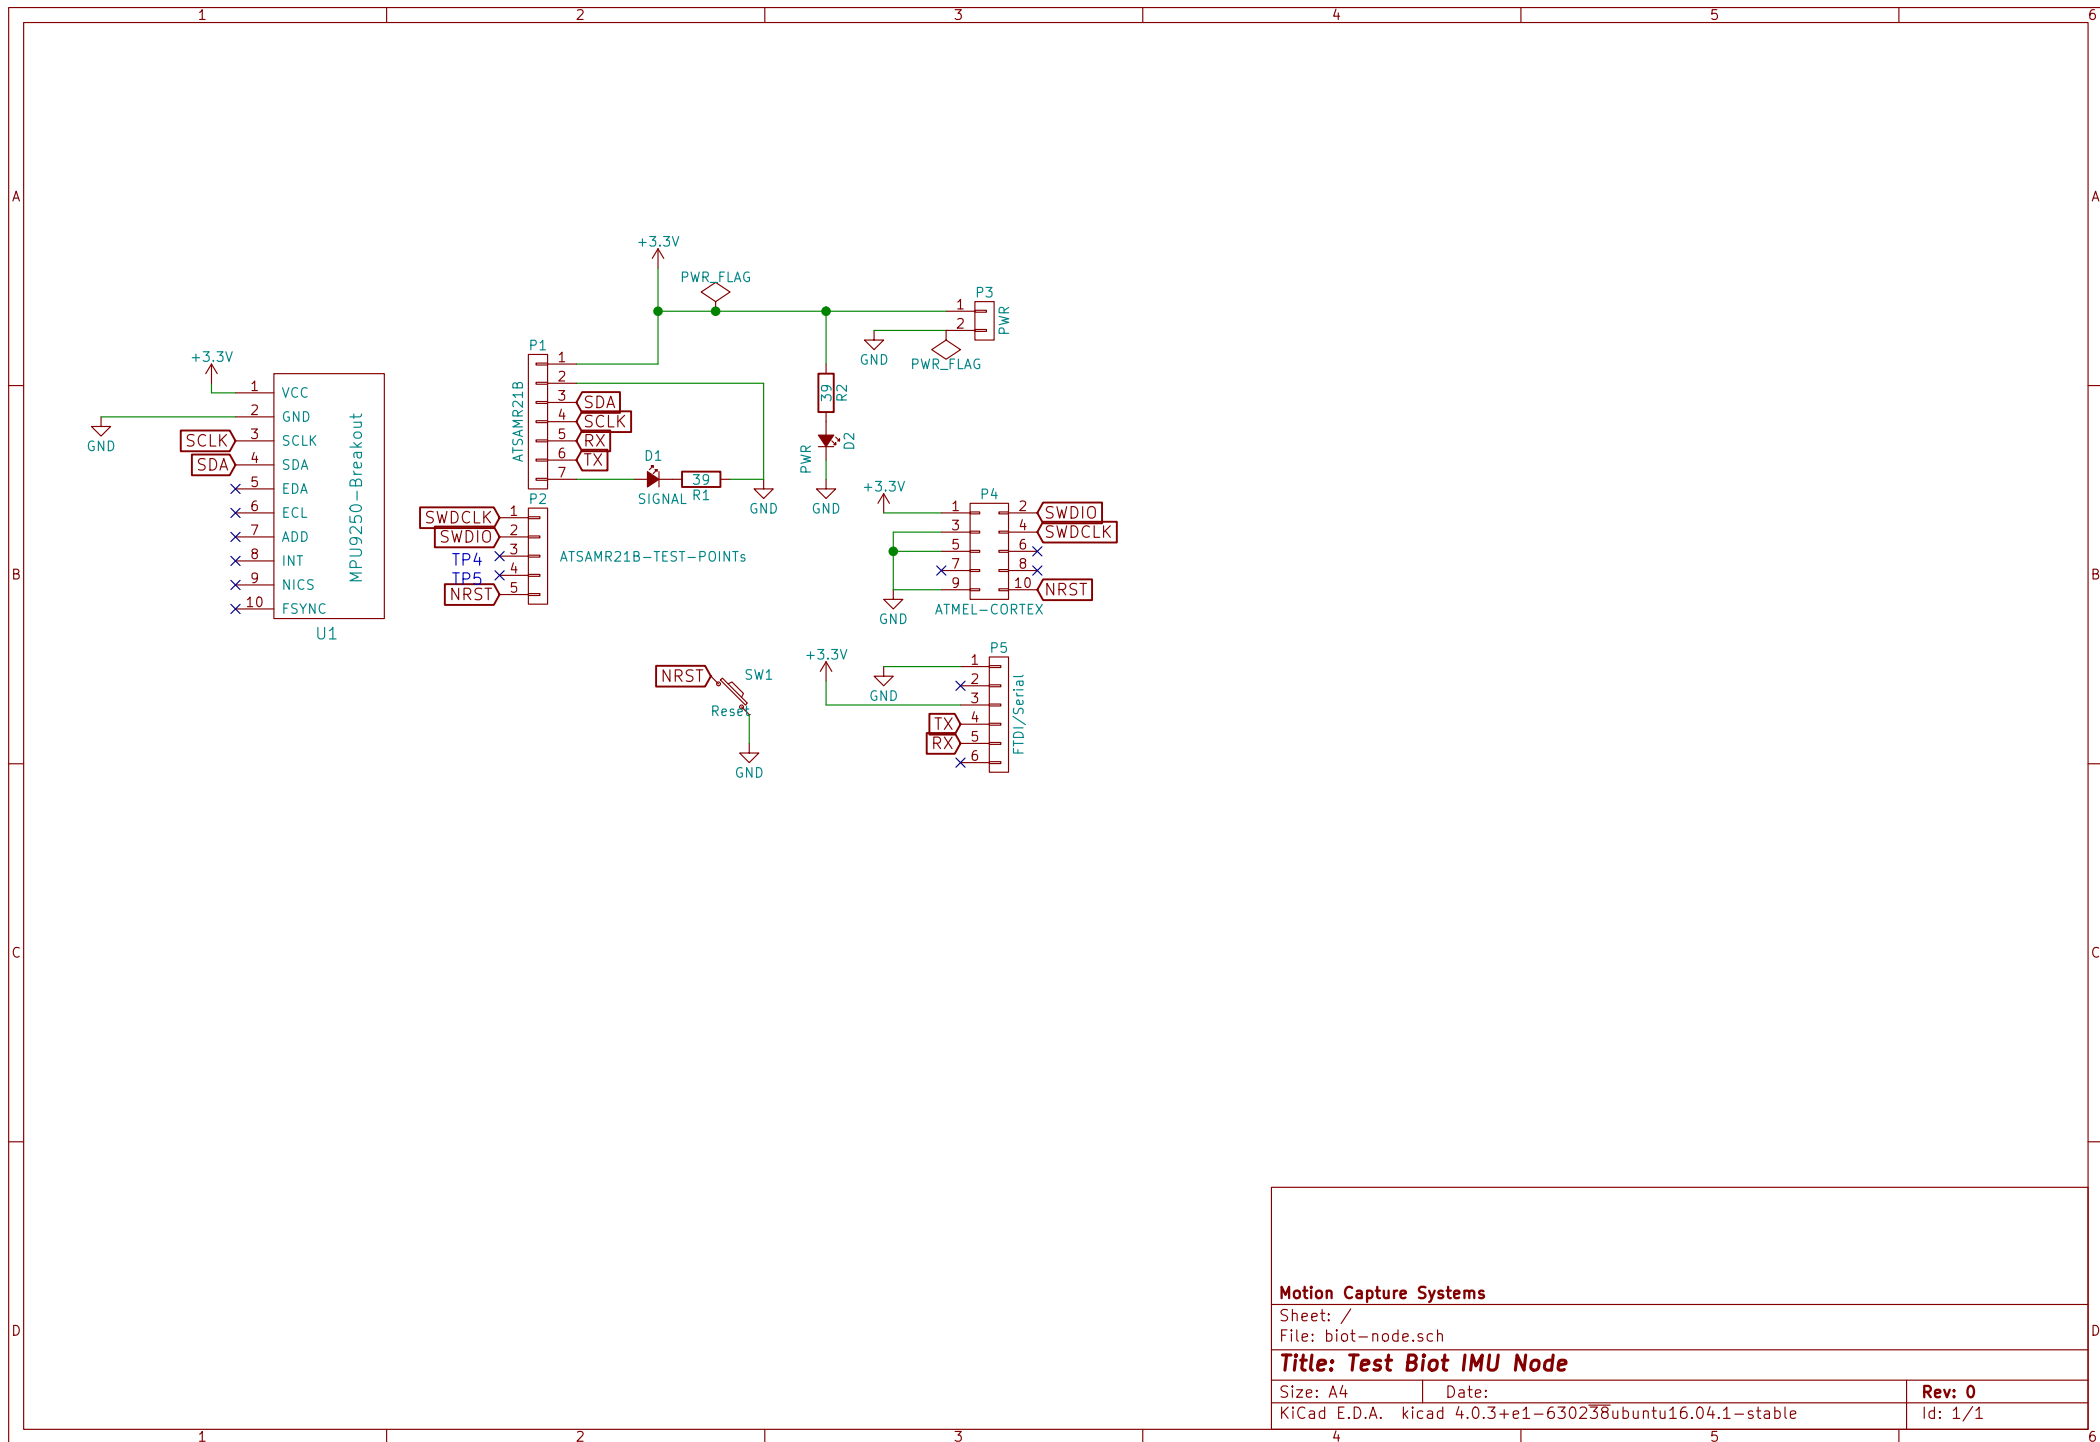 1 2 3 4 5 6
A A
+3.3V
PWR_FLAG
P3
1
2
PWR
GND
PWR_FLAG
+3.3V
1 VCC
2 GND
3 SCLK
4 SDA
5 EDA
6 ECL
7 ADD
8 INT
9 NICS
10 FSYNC
GND
SCLK
SDA
MPU9250-Breakout
U1
P1
ATSAMR21B
1
2
3 SDA
4 SCLK
5 RX
6 TX
7
D1
SIGNAL
39
R1
GND
39
R2
PWR
D2
GND
P2
SWDCLK 1
SWDIO 2
TP4 3
TP5 4
NRST 5
ATSAMR21B-TEST-POINTs
+3.3V
P4
1 2 SWDIO
3 4 SWDCLK
5 6
7 8
9 10 NRST
GND
ATMEL-CORTEX
B B
NRST
SW1
Reset
GND
+3.3V
P5
GND
1
2
3
TX 4
RX 5
6
FTDI/Serial
C C
D D
Motion Capture Systems
Sheet: /
File: biot-node.sch
Title: Test Biot IMU Node
Size: A4 Date: Rev: 0
KiCad E.D.A. kicad 4.0.3+e1-630238ubuntu16.04.1-stable Id: 1/1
1 2 3 4 5 6